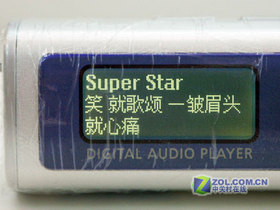 Super Star
笑 就歌颂 一皱眉头
就心痛
DIGITAL AUDIO PLAYER
ZOL.COM.CN
中关村在线